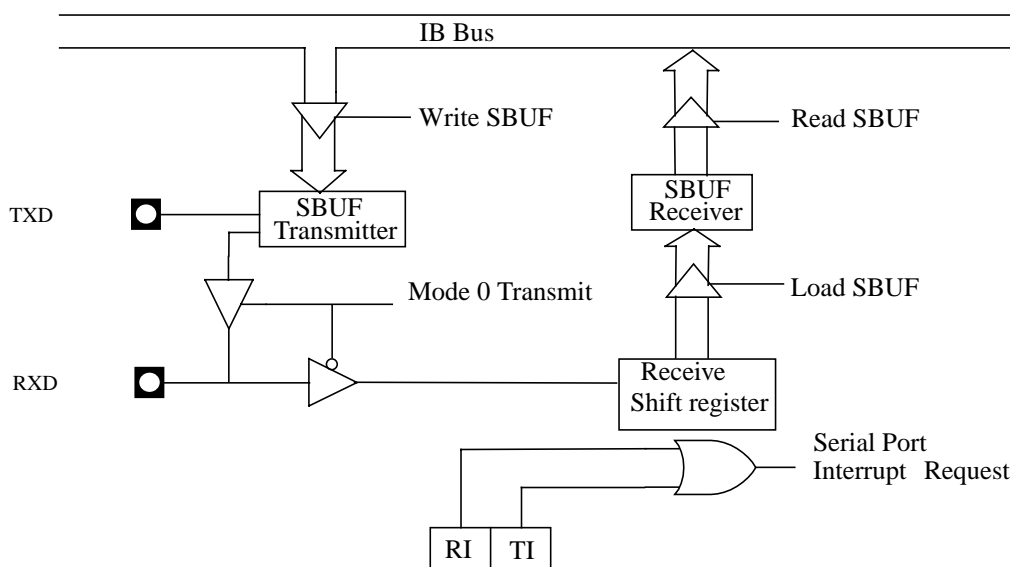 IB Bus
Write SBUF
Read SBUF
SBUF
Transmitter
SBUF
Receiver
TXD
Mode 0 Transmit
Load SBUF
RXD
Receive
Shift register
Serial Port
Interrupt Request
RI
TI